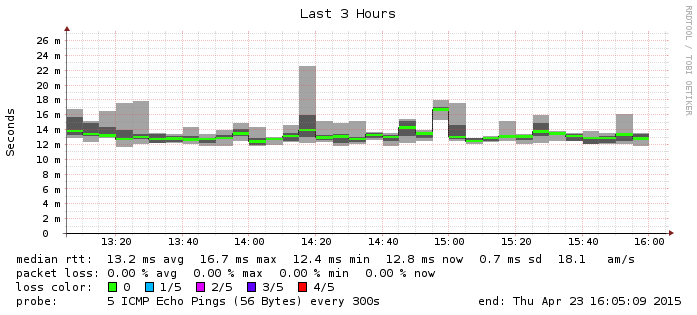 Last 3 Hours
RRDTOOL / TOBI OETIKER
Seconds
26 m
24 m
22 m
20 m
18 m
16 m
14 m
12 m
10 m
8 m
6 m
4 m
2 m
0
13:20 13:40 14:00 14:20 14:40 15:00 15:20 15:40 16:00
median rtt: 13.2 ms avg 16.7 ms max 12.4 ms min 12.8 ms now 0.7 ms sd 18.1 am/s
packet loss: 0.00 % avg 0.00 % max 0.00 % min 0.00 % now
loss color: 0 1/5 2/5 3/5 4/5
probe: 5 ICMP Echo Pings (56 Bytes) every 300s end: Thu Apr 23 16:05:09 2015